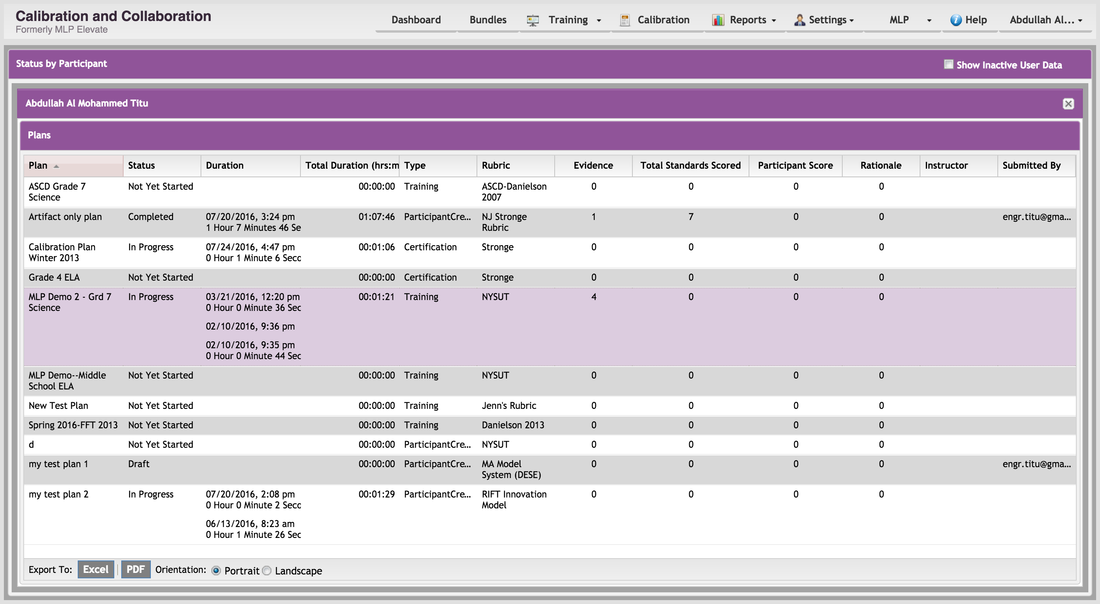 Calibration and Collaboration
Formerly MLP Elevate
Dashboard Bundles Training Calibration Reports Settings MLP Help Abdullah Al...
Status by Participant Show Inactive User Data
Abdullah Al Mohammed Titu
Plans
Plan Status Duration Total Duration (hrs:m Type Rubric Evidence Total Standards Scored Participant Score Rationale Instructor Submitted By
ASCD Grade 7 Not Yet Started 00:00:00 Training ASCD-Danielson 0 0 0 0
Science 2007
Artifact only plan Completed 07/20/2016, 3:24 pm 01:07:46 ParticipantCre... NJ Stronge 1 7 0 0 engr.titu@gma...
1 Hour 7 Minutes 46 Se Rubric
Calibration Plan In Progress 07/24/2016, 4:47 pm 00:01:06 Certification Stronge 0 0 0 0
Winter 2013 0 Hour 1 Minute 6 Secc
Grade 4 ELA Not Yet Started 00:00:00 Certification Stronge 0 0 0 0
MLP Demo 2 - Grd 7 In Progress 03/21/2016, 12:20 pm 00:01:21 Training NYSUT 4 0 0 0
Science 0 Hour 0 Minute 36 Sec
02/10/2016, 9:36 pm
02/10/2016, 9:35 pm
0 Hour 0 Minute 44 Sec
MLP Demo--Middle Not Yet Started 00:00:00 Training NYSUT 0 0 0 0
School ELA
New Test Plan Not Yet Started 00:00:00 Training Jenn's Rubric 0 0 0 0
Spring 2016-FFT 2013 Not Yet Started 00:00:00 Training Danielson 2013 0 0 0 0
d Not Yet Started 00:00:00 ParticipantCre... NYSUT 0 0 0 0
my test plan 1 Draft 00:00:00 ParticipantCre... MA Model 0 0 0 0 engr.titu@gma...
System (DESE)
my test plan 2 In Progress 07/20/2016, 2:08 pm 00:01:29 ParticipantCre... RIFT Innovation 0 0 0 0
0 Hour 0 Minute 2 Secc Model
06/13/2016, 8:23 am
0 Hour 1 Minute 26 Sec
Export To: Excel PDF Orientation: Portrait Landscape